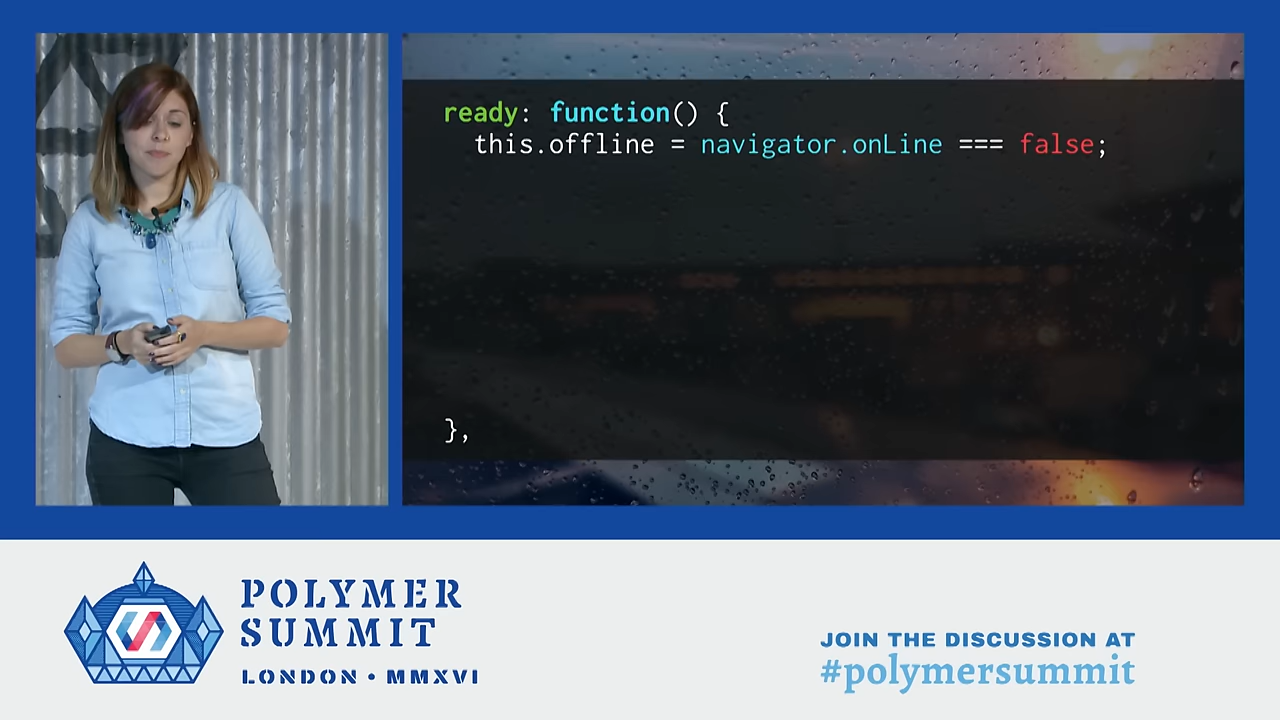 ready: function() {
this.offline = navigator.onLine === false;
},
POLYMER
SUMMIT
LONDON • MMXVI
JOIN THE DISCUSSION AT
#polymersummit